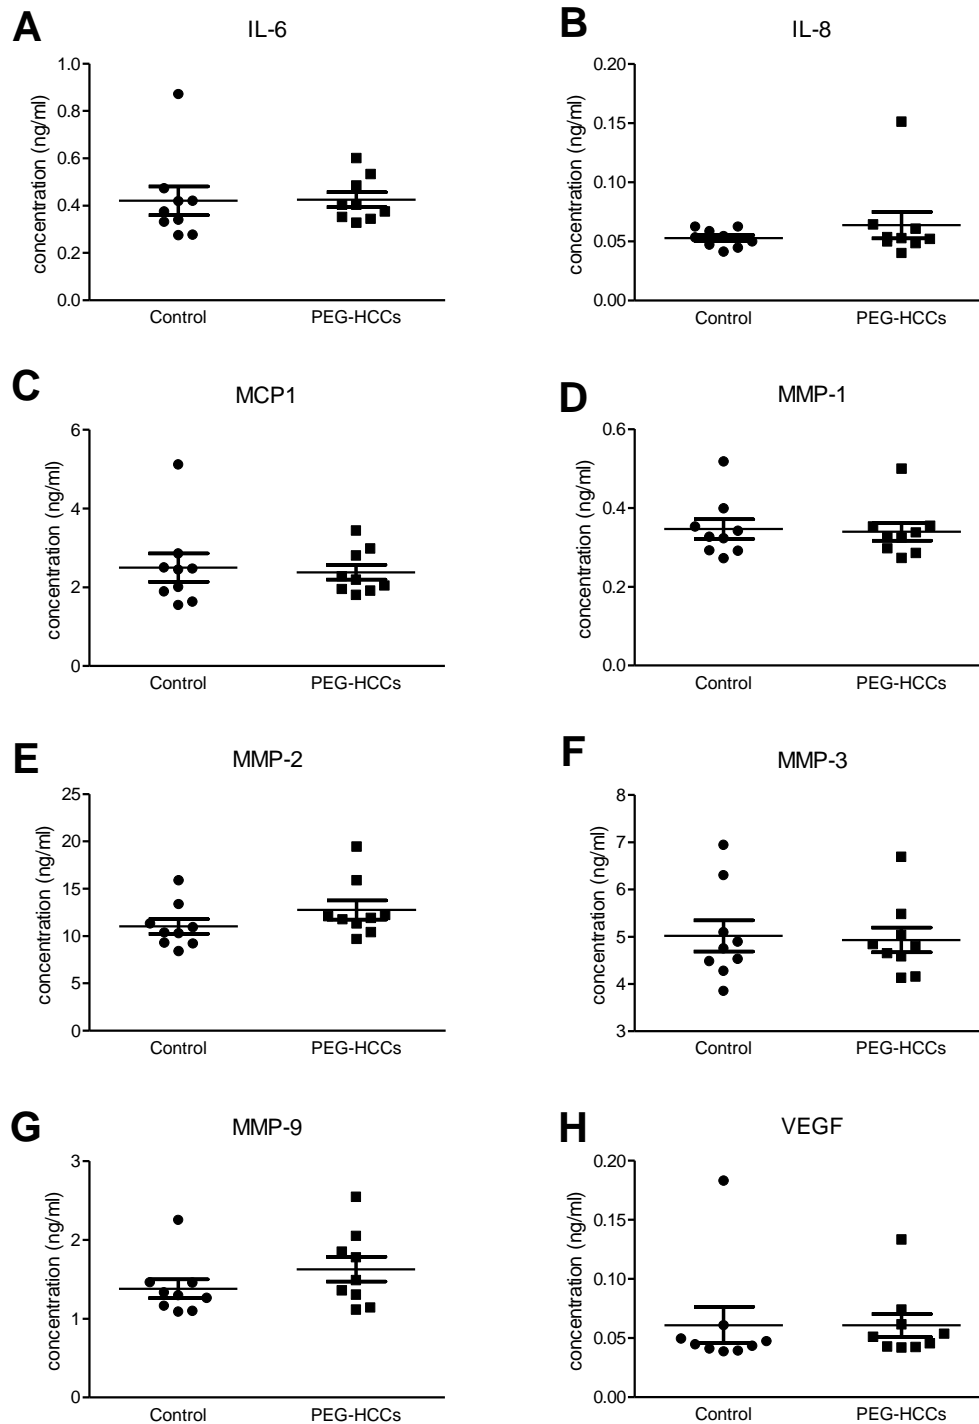 A
IL-6
concentration (ng/ml)
1.0
0.8
0.6
0.4
0.2
0.0
Control
PEG-HCCs
B
IL-8
concentration (ng/ml)
0.20
0.15
0.10
0.05
0.00
Control
PEG-HCCs
C
MCP1
concentration (ng/ml)
6
4
2
0
Control
PEG-HCCs
D
MMP-1
concentration (ng/ml)
0.6
0.4
0.2
0.0
Control
PEG-HCCs
E
MMP-2
concentration (ng/ml)
25
20
15
10
5
0
Control
PEG-HCCs
F
MMP-3
concentration (ng/ml)
8
7
6
5
4
3
Control
PEG-HCCs
G
MMP-9
concentration (ng/ml)
3
2
1
0
Control
PEG-HCCs
H
VEGF
concentration (ng/ml)
0.20
0.15
0.10
0.05
0.00
Control
PEG-HCCs